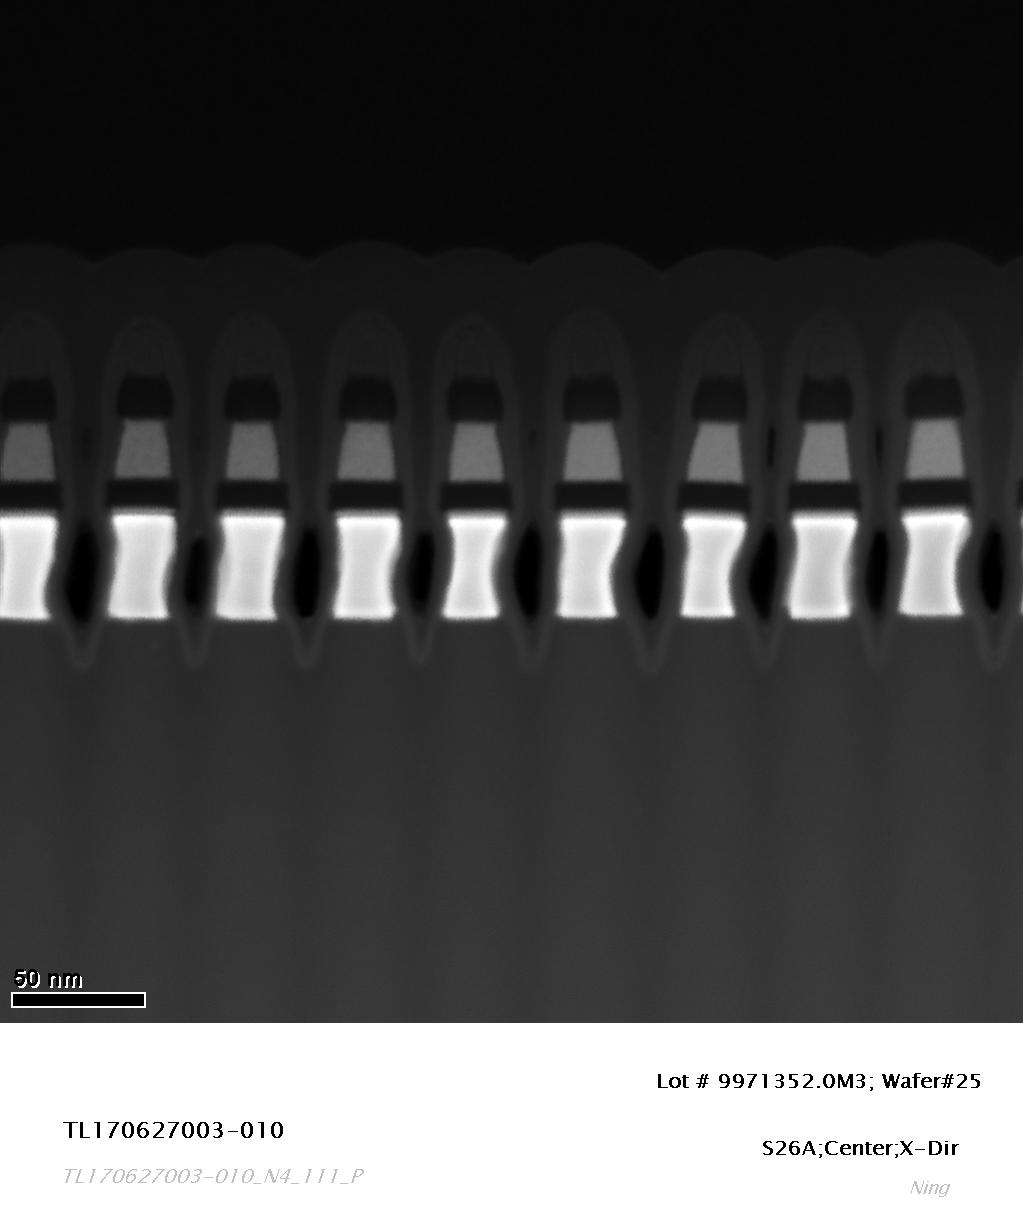 50 nm
Lot # 9971352.0M3; Wafer#25
TL170627003-010
S26A;Center;X-Dir
TL170627003-010_N4_111_P
Ning